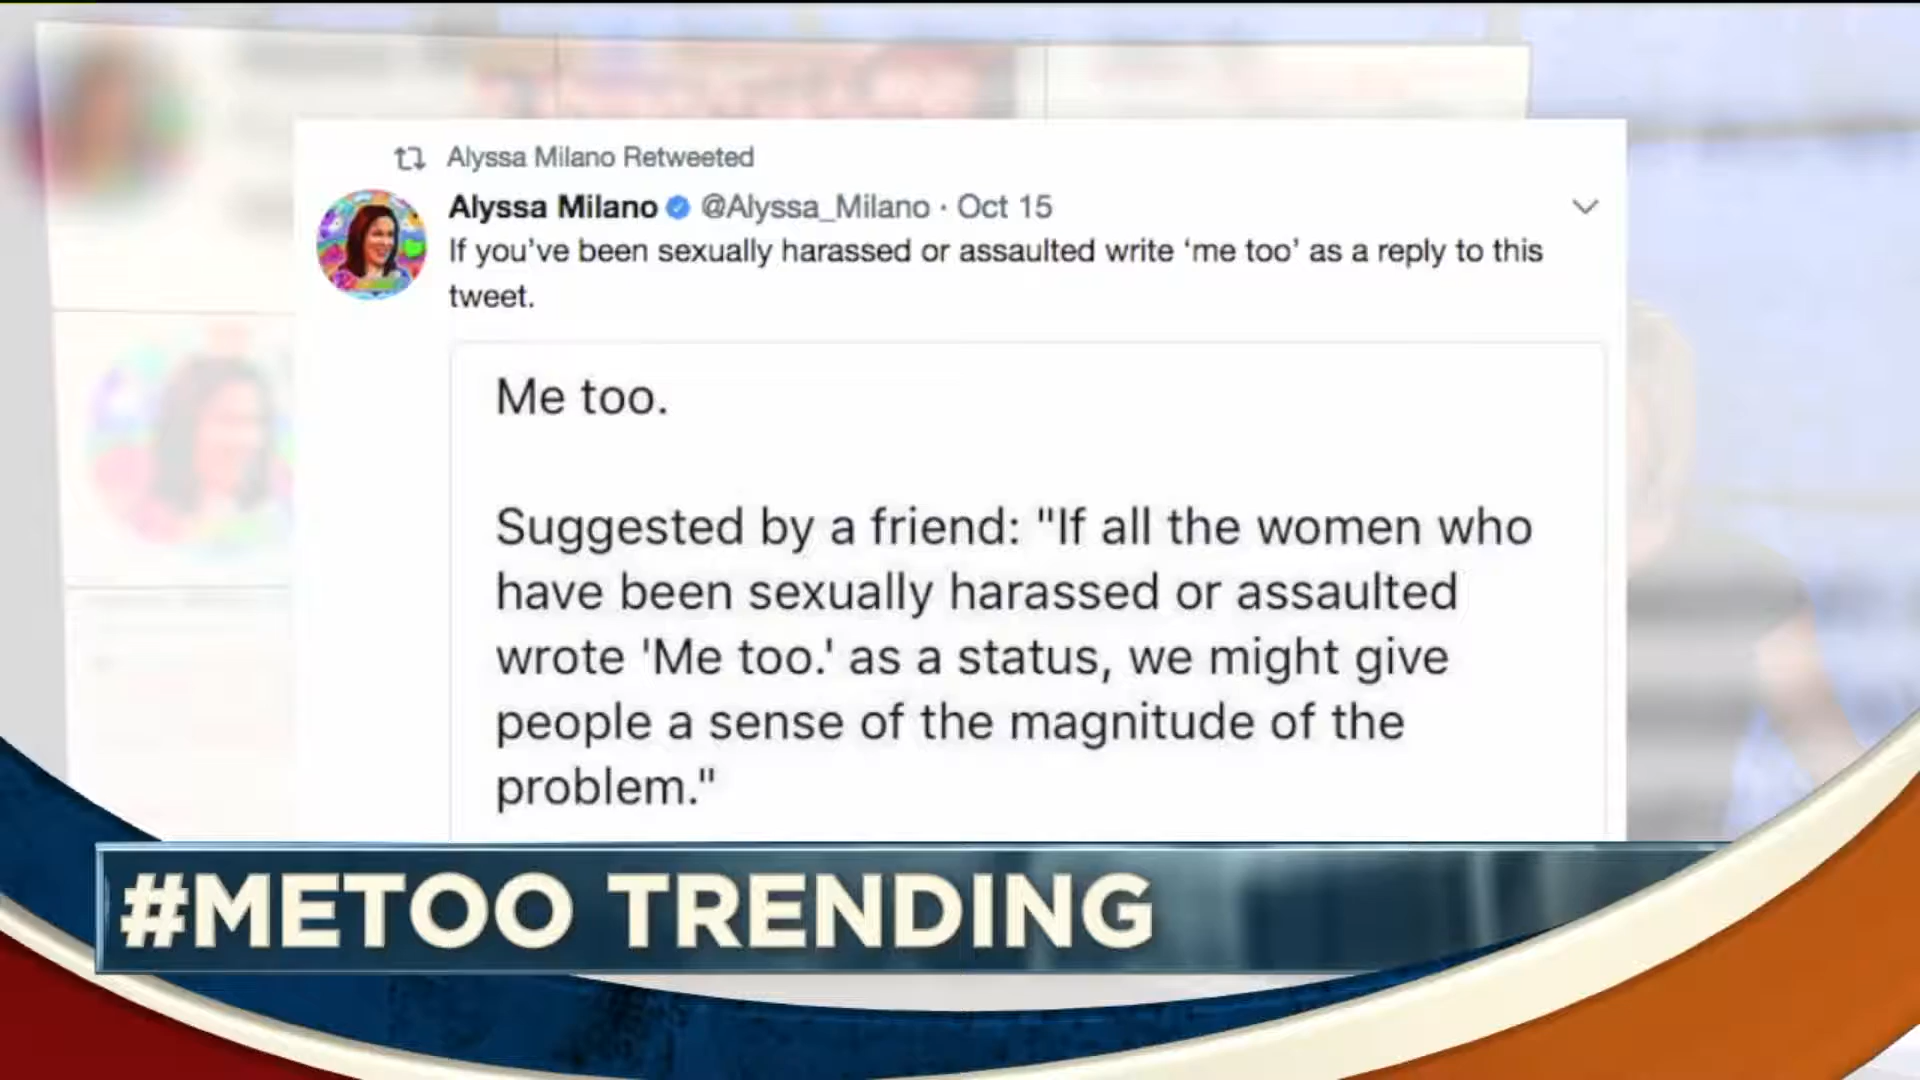 Alyssa Milano Retweeted
Alyssa Milano @Alyssa_Milano · Oct 15
If you've been sexually harassed or assaulted write ‘me too’ as a reply to this
tweet.
Me too.
Suggested by a friend: "If all the women who
have been sexually harassed or assaulted
wrote 'Me too.' as a status, we might give
people a sense of the magnitude of the
problem."
#METOO TRENDING